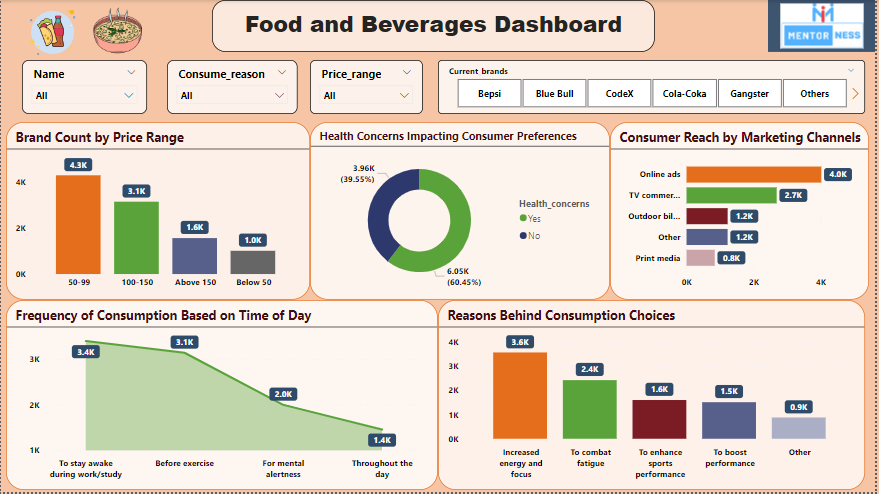 Food and Beverages Dashboard
MENTOR NESS
Name
All
Consume_reason
All
Price_range
All
Current brands
Bepsi
Blue Bull
CodeX
Cola-Coka
Gangster
Others
Brand Count by Price Range
4K
2K
0K
4.3K
3.1K
1.6K
1.0K
50-99
100-150
Above 150
Below 50
Health Concerns Impacting Consumer Preferences
3.96K
(39.55%)
6.05K
(60.45%)
Health_concerns
Yes
No
Consumer Reach by Marketing Channels
Online ads
4.0K
TV commer...
2.7K
Outdoor bil...
1.2K
Other
1.2K
Print media
0.8K
0K
2K
4K
Frequency of Consumption Based on Time of Day
3K
2K
1K
3.4K
3.1K
2.0K
1.4K
To stay awake
during work/study
Before exercise
For mental
alertness
Throughout the
day
Reasons Behind Consumption Choices
4K
3K
2K
1K
0K
3.6K
2.4K
1.6K
1.5K
0.9K
Increased
energy and
focus
To combat
fatigue
To enhance
sports
performance
To boost
performance
Other